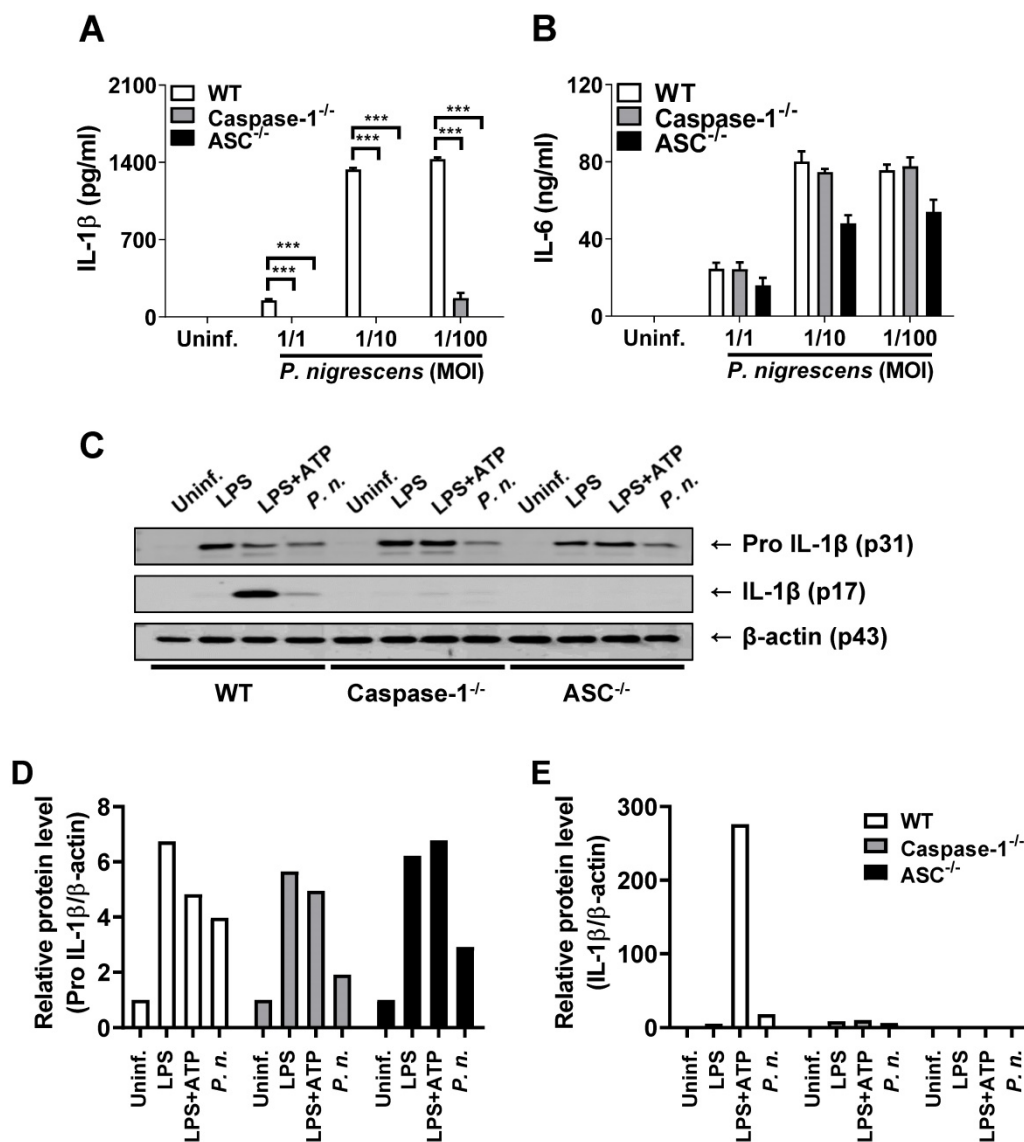 A
IL-1β (pg/ml)
2100
1400
700
0
WT
Caspase-1-/-
ASC-/-
***
***
***
***
***
***
Uninf.
1/1
1/10
1/100
P. nigrescens (MOI)
B
IL-6 (ng/ml)
120
80
40
0
WT
Caspase-1-/-
ASC-/-
Uninf.
1/1
1/10
1/100
P. nigrescens (MOI)
C
Uninf.
LPS
LPS+ATP
P. n.
Uninf.
LPS
LPS+ATP
P. n.
Uninf.
LPS
LPS+ATP
P. n.
← Pro IL-1β (p31)
← IL-1β (p17)
← β-actin (p43)
WT
Caspase-1-/-
ASC-/-
D
Relative protein level
(Pro IL-1β/β-actin)
8
6
4
2
0
Uninf.
LPS
LPS+ATP
P. n.
Uninf.
LPS
LPS+ATP
P. n.
Uninf.
LPS
LPS+ATP
P. n.
E
Relative protein level
(IL-1β/β-actin)
300
200
100
0
WT
Caspase-1-/-
ASC-/-
Uninf.
LPS
LPS+ATP
P. n.
Uninf.
LPS
LPS+ATP
P. n.
Uninf.
LPS
LPS+ATP
P. n.